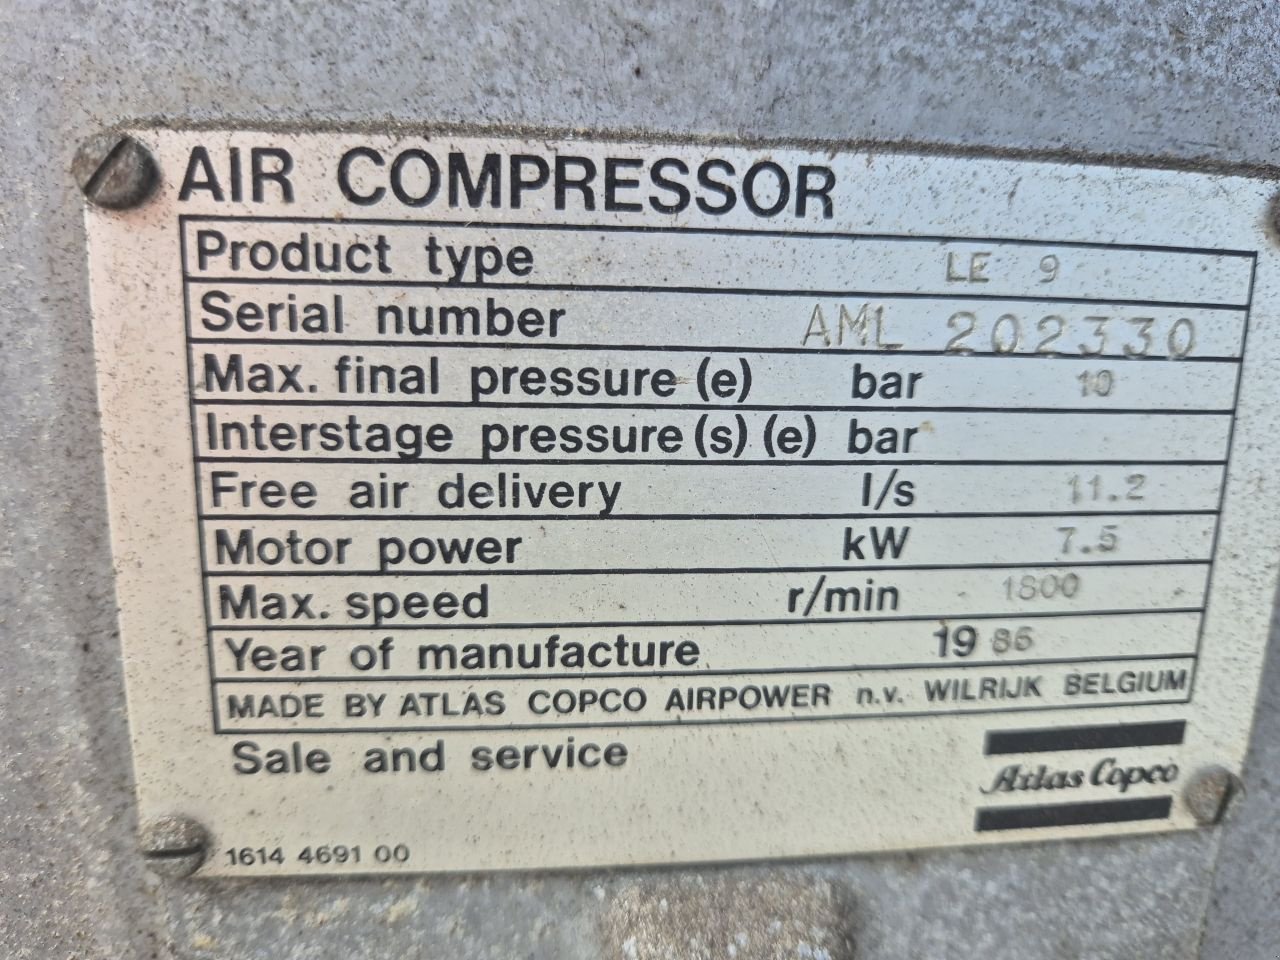 AIR COMPRESSOR
Product type LE 9
Serial number AML 202330
Max. final pressure (e) bar 10
Interstage pressure (s) (e) bar
Free air delivery l/s 11.2
Motor power kW 7.5
Max. speed r/min 1800
Year of manufacture 19 86
MADE BY ATLAS COPCO AIRPOWER n.v. WILRIJK BELGIUM
Sale and service
Atlas Copco
1614 4691 00